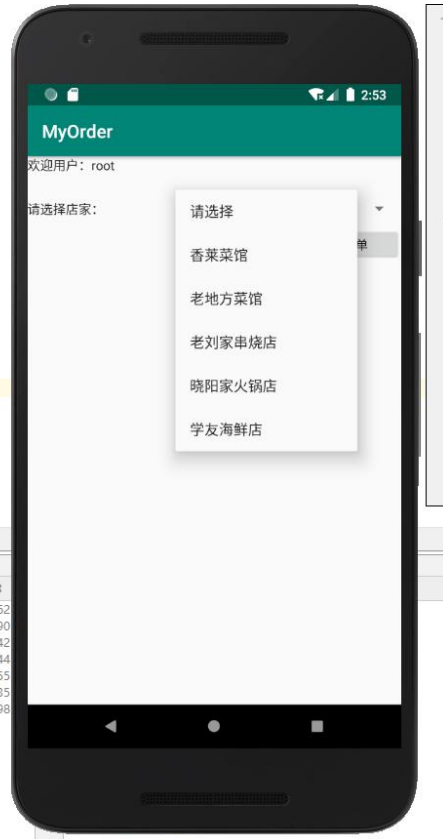 2:53
MyOrder
欢迎用户：root
请选择店家：
请选择
单
香莱菜馆
老地方菜馆
老刘家串烧店
晓阳家火锅店
学友海鲜店